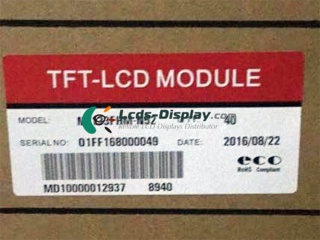 TFT-LCD MODULE
Lcds-Display.com
MODEL: 40
Reliable LCD Displays Distributor
SERIAL NO: 01FF168000049 DATE: 2016/08/22
eco
RoHS Compliant
MD10000012937 8940